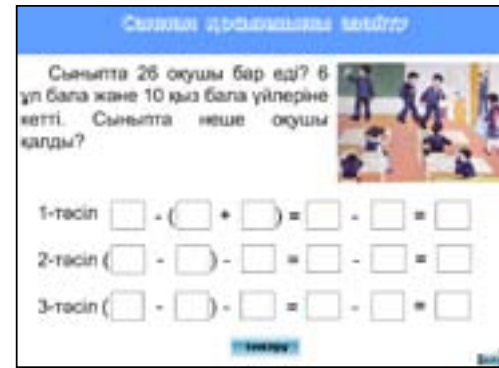 Сыныпта 26 оқушы бар еді? 6
ұл бала және 10 қыз бала үйлеріне
кетті. Сыныпта неше оқушы
қалды?
1-тәсіл - ( + ) = - =
2-тәсіл ( - ) - = - =
3-тәсіл ( - ) - = - =